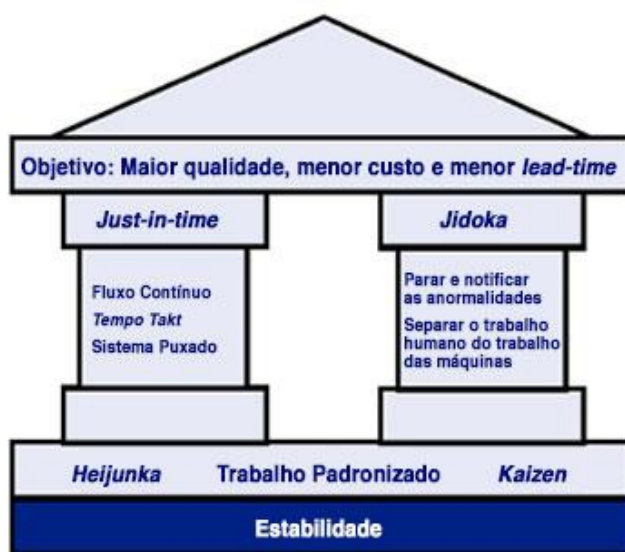 Objetivo: Maior qualidade, menor custo e menor lead-time
Just-in-time
Jidoka
Fluxo Contínuo
Tempo Takt
Sistema Puxado
Parar e notificar
as anormalidades
Separar o trabalho
humano do trabalho
das máquinas
Heijunka Trabalho Padronizado Kaizen
Estabilidade